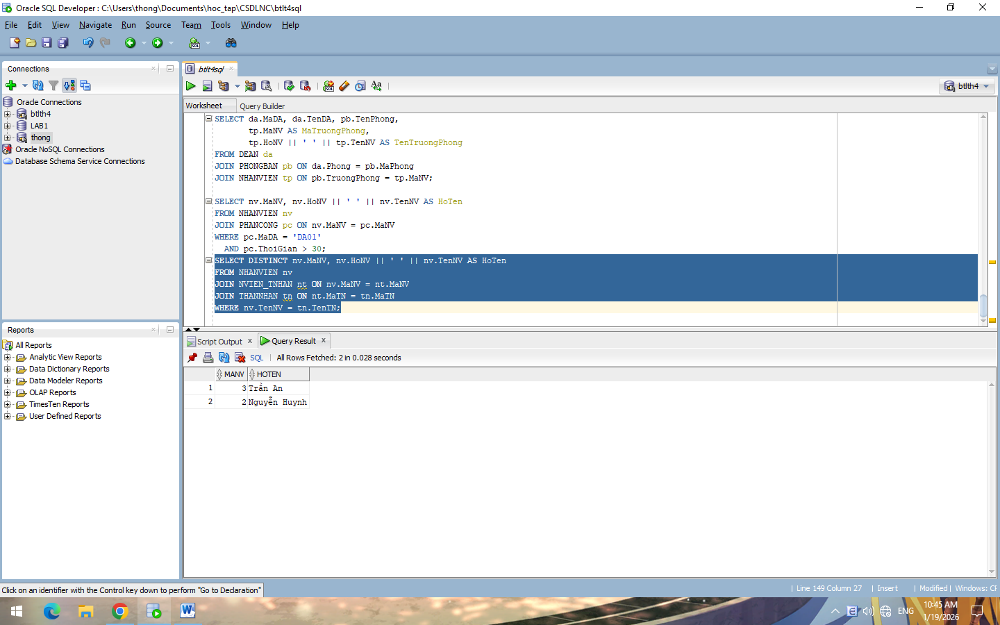 Oracle SQL Developer : C:\Users\thong\Documents\hoc_tap\CSDLNC\btlt4sql
File Edit View Navigate Run Source Team Tools Window Help
Connections
Oracle Connections
btlth4
LAB1
thong
Oracle NoSQL Connections
Database Schema Service Connections
Reports
All Reports
Analytic View Reports
Data Dictionary Reports
Data Modeler Reports
OLAP Reports
TimesTen Reports
User Defined Reports
btlt4sql
btlth4
Worksheet Query Builder
SELECT da.MaDA, da.TenDA, pb.TenPhong,
tp.MaNV AS MaTruongPhong,
tp.HoNV || ' ' || tp.TenNV AS TenTruongPhong
FROM DEAN da
JOIN PHONGBAN pb ON da.Phong = pb.MaPhong
JOIN NHANVIEN tp ON pb.TruongPhong = tp.MaNV;
SELECT nv.MaNV, nv.HoNV || ' ' || nv.TenNV AS HoTen
FROM NHANVIEN nv
JOIN PHANCONG pc ON nv.MaNV = pc.MaNV
WHERE pc.MaDA = 'DA01'
AND pc.ThoiGian > 30;
SELECT DISTINCT nv.MaNV, nv.HoNV || ' ' || nv.TenNV AS HoTen
FROM NHANVIEN nv
JOIN NVIEN_TNHAN nt ON nv.MaNV = nt.MaNV
JOIN THANNHAN tn ON nt.MaTN = tn.MaTN
WHERE nv.TenNV = tn.TenTN;
Script Output x Query Result x
SQL | All Rows Fetched: 2 in 0.028 seconds
MANV HOTEN
1 3 Trần An
2 2 Nguyễn Huynh
Click on an identifier with the Control key down to perform "Go to Declaration"
| Line 149 Column 27 | Insert | Modified | Windows: CF
ENG
10:45 AM
1/19/2026